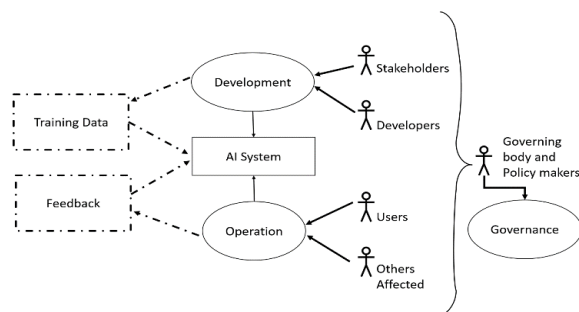 Development
Stakeholders
Training Data
Developers
AI System
Governing
body and
Policy makers
Feedback
Users
Operation
Governance
Others
Affected